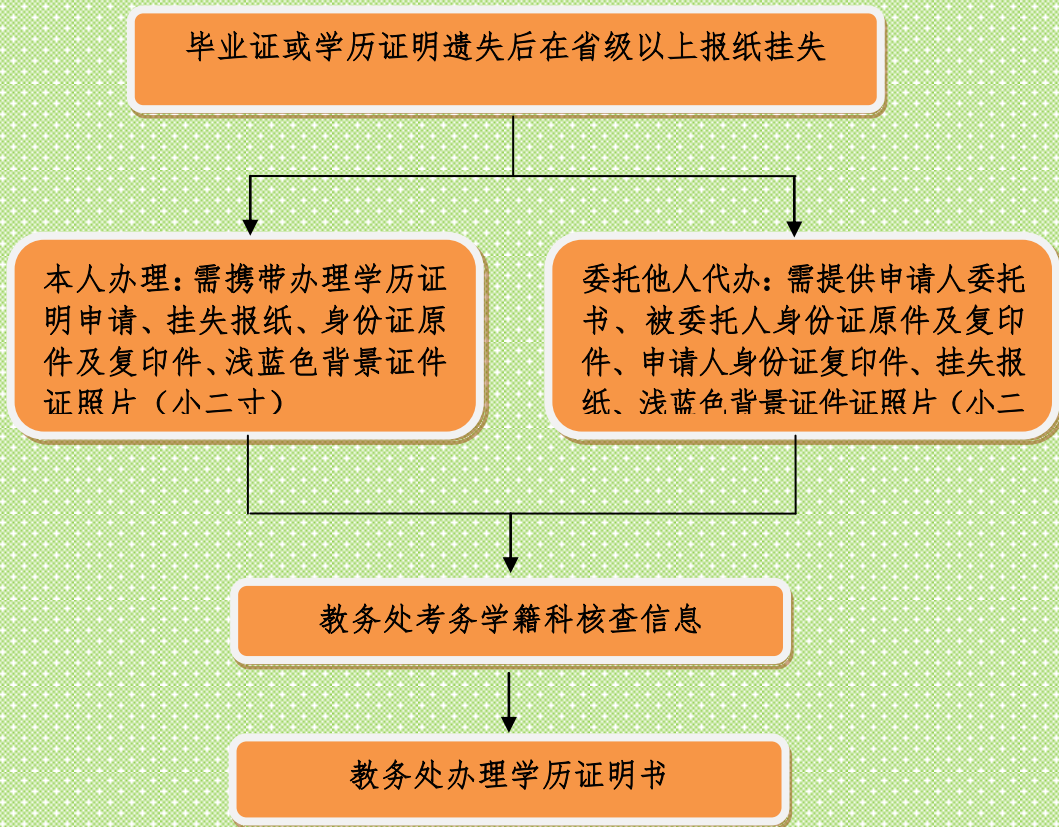 毕业证或学历证明遗失后在省级以上报纸挂失
本人办理：需携带办理学历证
明申请、挂失报纸、身份证原
件及复印件、浅蓝色背景证件
证照片（小二寸）
委托他人代办：需提供申请人委托
书、被委托人身份证原件及复印
件、申请人身份证复印件、挂失报
纸、浅蓝色背景证件证照片（小二
教务处考务学籍科核查信息
教务处办理学历证明书